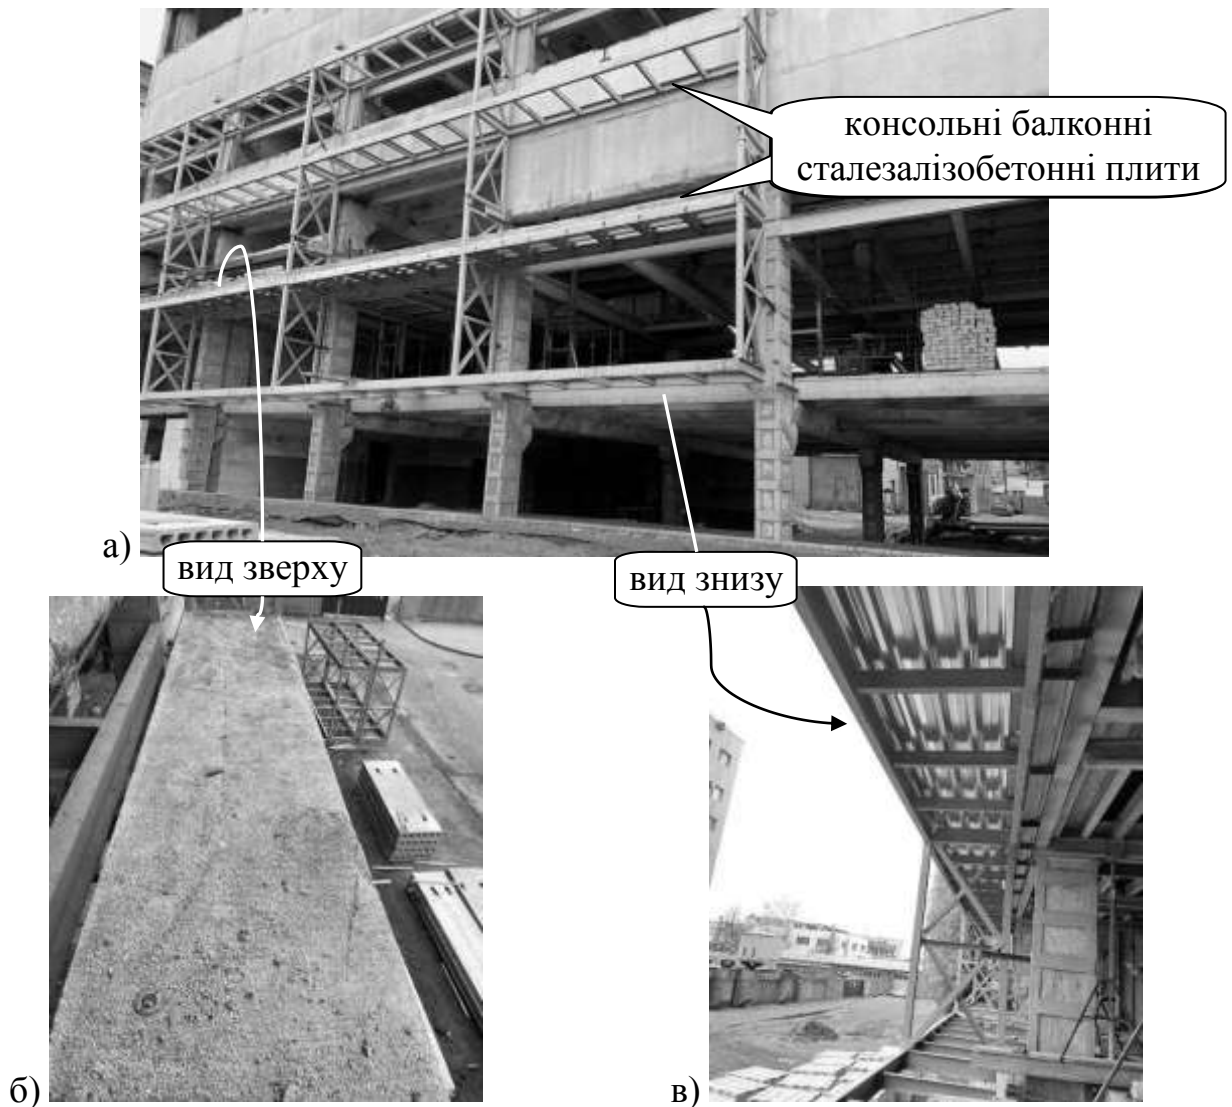 консольні балконні
сталезалізобетонні плити
а)
вид зверху
вид знизу
б)
в)